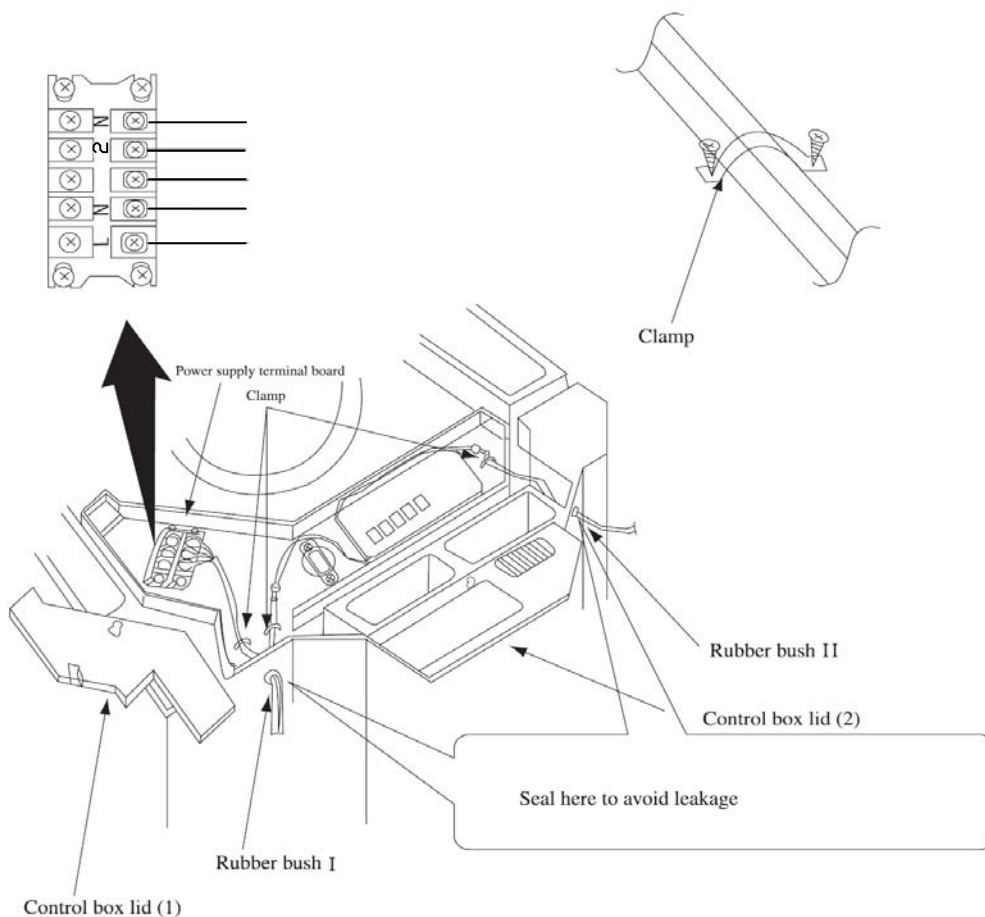 N
2
N
L
Clamp
Power supply terminal board
Clamp
Rubber bush II
Control box lid (2)
Seal here to avoid leakage
Rubber bush I
Control box lid (1)